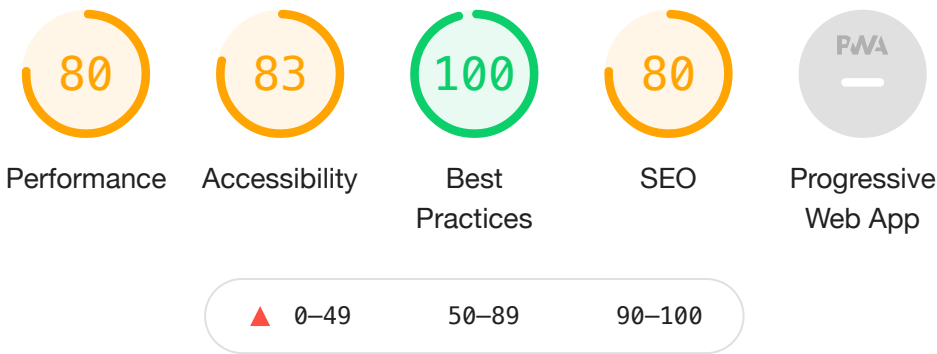 80 83 100 80 PWA
Performance Accessibility Best Practices SEO Progressive Web App
0–49 50–89 90–100